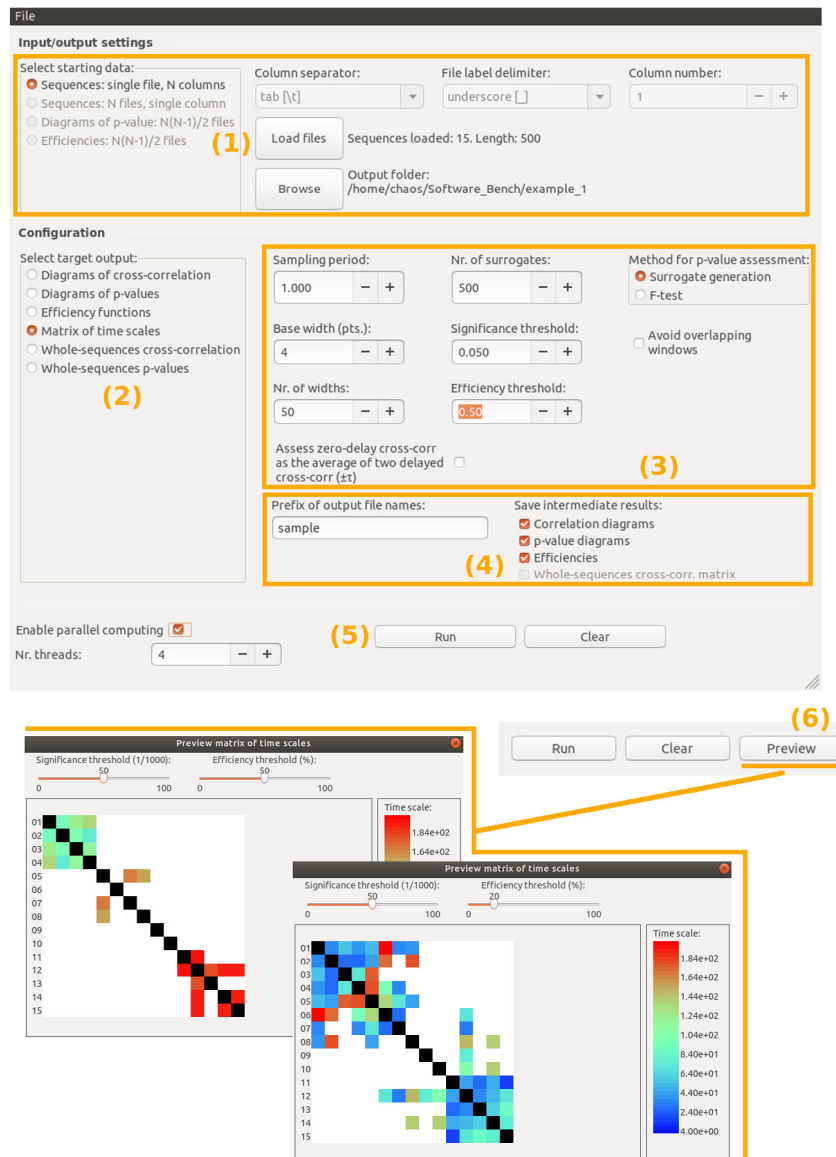 File
Input/output settings
Select starting data:
Sequences: single file, N columns
Sequences: N files, single column
Diagrams of p-value: N(N-1)/2 files
Efficiencies: N(N-1)/2 files
(1)
Column separator:
File label delimiter:
Column number:
tab [\t]
underscore [_]
1
− +
Load files
Sequences loaded: 15. Length: 500
Browse
Output folder:
/home/chaos/Software_Bench/example_1
Configuration
Select target output:
Diagrams of cross-correlation
Diagrams of p-values
Efficiency functions
Matrix of time scales
Whole-sequences cross-correlation
Whole-sequences p-values
(2)
Sampling period:
Nr. of surrogates:
Method for p-value assessment:
1.000 − +
500 − +
Surrogate generation
F-test
Base width (pts.):
Significance threshold:
4 − +
0.050 − +
Avoid overlapping
windows
Nr. of widths:
Efficiency threshold:
50 − +
0.50 − +
Assess zero-delay cross-corr
as the average of two delayed
cross-corr (±τ)
(3)
Prefix of output file names:
sample
Save intermediate results:
Correlation diagrams
p-value diagrams
Efficiencies
Whole-sequences cross-corr. matrix
(4)
Enable parallel computing
Nr. threads:
4 − +
(5)
Run
Clear
(6)
Run
Clear
Preview
Preview matrix of time scales
Significance threshold (1/1000):
Efficiency threshold (%):
50
50
0
100
0
100
Time scale:
1.84e+02
1.64e+02
01
02
03
04
05
06
07
08
09
10
11
12
13
14
15
Preview matrix of time scales
Significance threshold (1/1000):
Efficiency threshold (%):
50
20
0
100
0
100
Time scale:
1.84e+02
1.64e+02
1.44e+02
1.24e+02
1.04e+02
8.40e+01
6.40e+01
4.40e+01
2.40e+01
4.00e+00
01
02
03
04
05
06
07
08
09
10
11
12
13
14
15